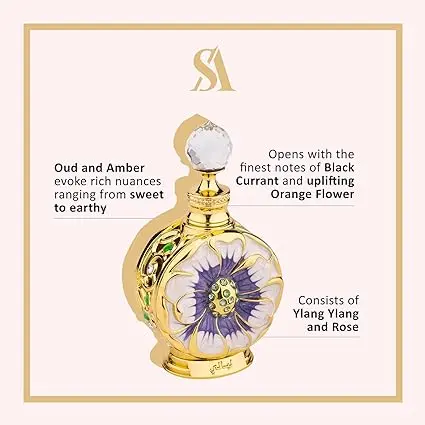 SA
Oud and Amber
evoke rich nuances
ranging from sweet
to earthy
Opens with the
finest notes of Black
Currant and uplifting
Orange Flower
Consists of
Ylang Ylang
and Rose